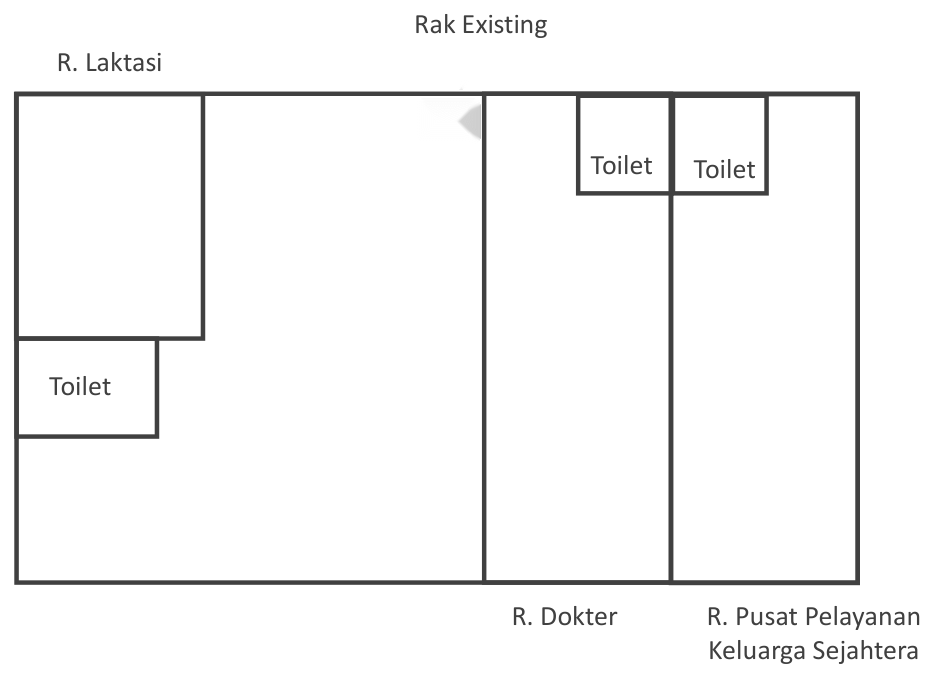 Rak Existing
R. Laktasi
Toilet
Toilet
Toilet
R. Dokter
R. Pusat Pelayanan
Keluarga Sejahtera